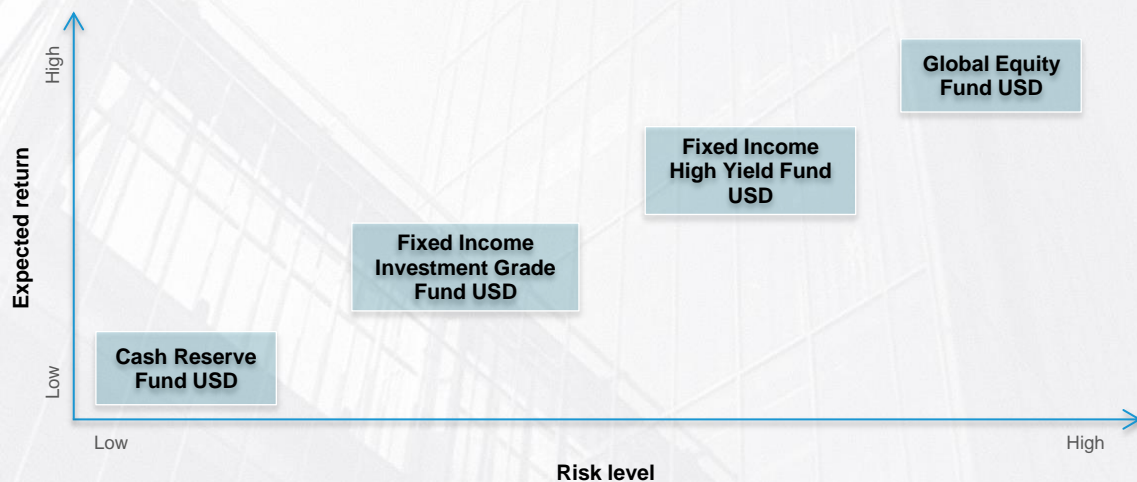 High
Global Equity
Fund USD
Fixed Income
High Yield Fund
USD
Expected return
Fixed Income
Investment Grade
Fund USD
Cash Reserve
Fund USD
Low
Low
High
Risk level